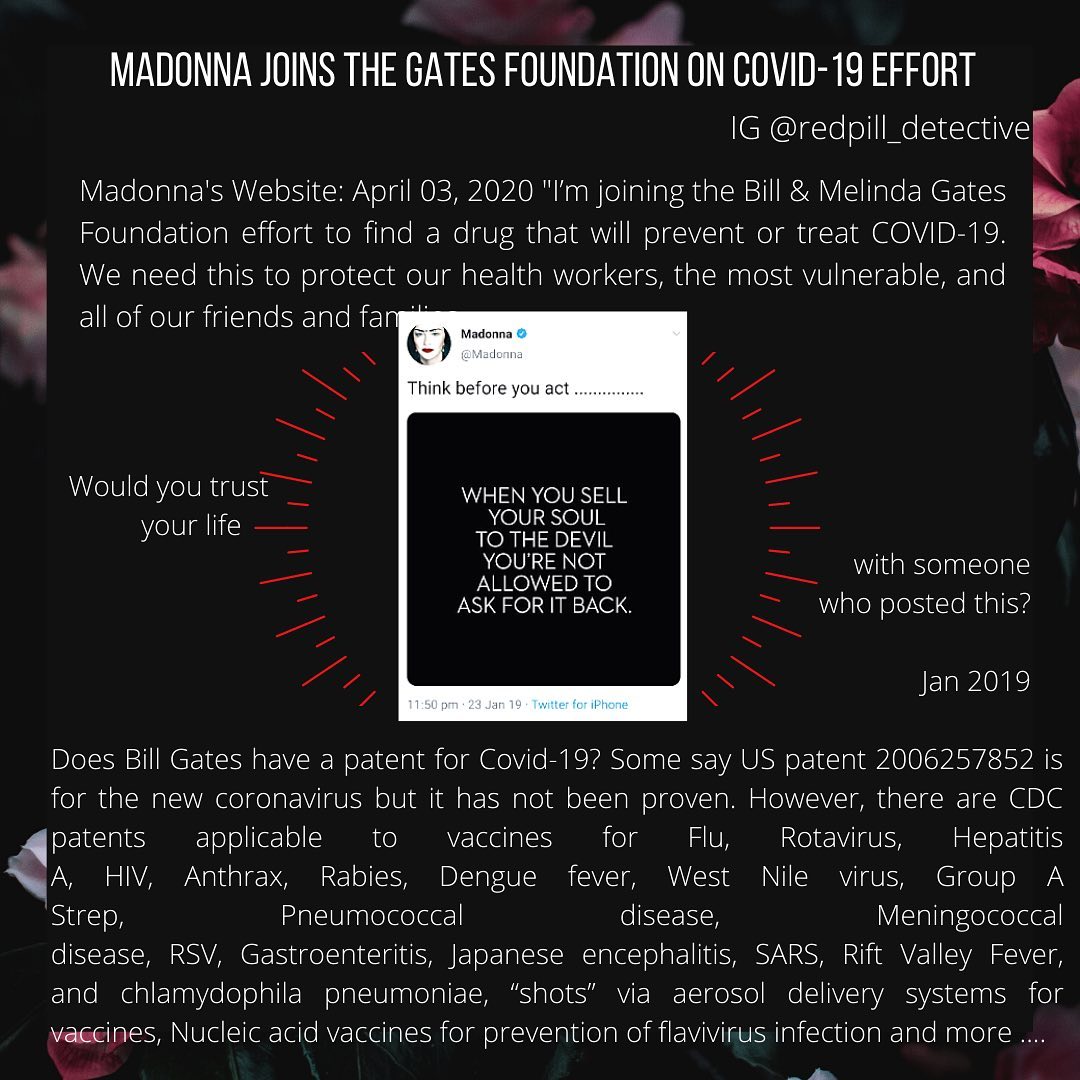 MADONNA JOINS THE GATES FOUNDATION ON COVID-19 EFFORT
IG @redpill_detective
Madonna's Website: April 03, 2020 "I'm joining the Bill & Melinda Gates
Foundation effort to find a drug that will prevent or treat COVID-19.
We need this to protect our health workers, the most vulnerable, and
all of our friends and families
Madonna
@Madonna
Think before you act ...............
WHEN YOU SELL
YOUR SOUL
TO THE DEVIL
YOU'RE NOT
ALLOWED TO
ASK FOR IT BACK.
11:50 pm · 23 Jan 19 · Twitter for iPhone
Would you trust
your life
with someone
who posted this?
Jan 2019
Does Bill Gates have a patent for Covid-19? Some say US patent 2006257852 is
for the new coronavirus but it has not been proven. However, there are CDC
patents applicable to vaccines for Flu, Rotavirus, Hepatitis
A, HIV, Anthrax, Rabies, Dengue fever, West Nile virus, Group A
Strep, Pneumococcal disease, Meningococcal
disease, RSV, Gastroenteritis, Japanese encephalitis, SARS, Rift Valley Fever,
and chlamydophila pneumoniae, “shots” via aerosol delivery systems for
vaccines, Nucleic acid vaccines for prevention of flavivirus infection and more ....